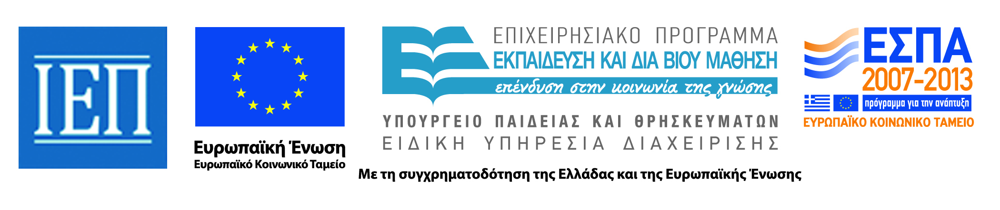 ΙΕΠ
Ευρωπαϊκή Ένωση
Ευρωπαϊκό Κοινωνικό Ταμείο
ΕΠΙΧΕΙΡΗΣΙΑΚΟ ΠΡΟΓΡΑΜΜΑ
ΕΚΠΑΙΔΕΥΣΗ ΚΑΙ ΔΙΑ ΒΙΟΥ ΜΑΘΗΣΗ
επένδυση στην κοινωνία της γνώσης
ΥΠΟΥΡΓΕΙΟ ΠΑΙΔΕΙΑΣ ΚΑΙ ΘΡΗΣΚΕΥΜΑΤΩΝ
ΕΙΔΙΚΗ ΥΠΗΡΕΣΙΑ ΔΙΑΧΕΙΡΙΣΗΣ
Με τη συγχρηματοδότηση της Ελλάδας και της Ευρωπαϊκής Ένωσης
ΕΣΠΑ
2007-2013
πρόγραμμα για την ανάπτυξη
ΕΥΡΩΠΑΪΚΟ ΚΟΙΝΩΝΙΚΟ ΤΑΜΕΙΟ